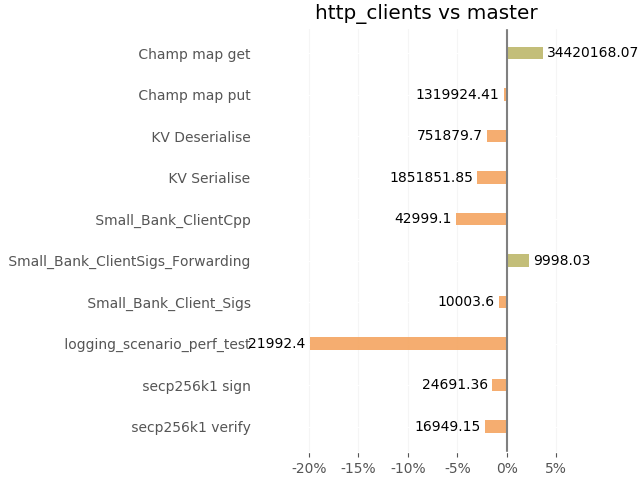 http_clients vs master
Champ map get 34420168.07
Champ map put 1319924.41
KV Deserialise 751879.7
KV Serialise 1851851.85
Small_Bank_ClientCpp 42999.1
Small_Bank_ClientSigs_Forwarding 9998.03
Small_Bank_Client_Sigs 10003.6
logging_scenario_perf_test 21992.4
secp256k1 sign 24691.36
secp256k1 verify 16949.15
-20% -15% -10% -5% 0% 5%